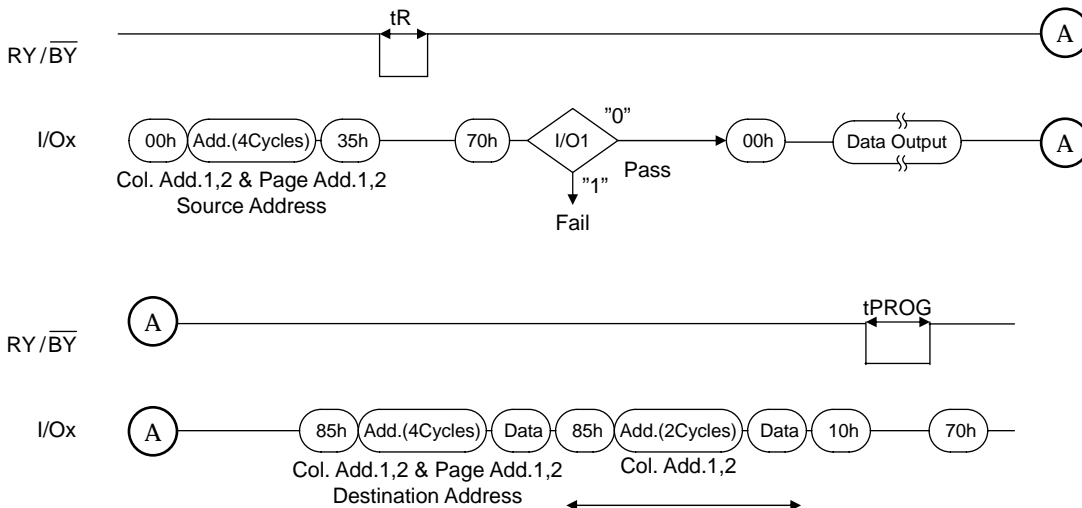 tR
RY/BY
A
I/Ox
00h Add.(4Cycles) 35h 70h I/O1 "0" 00h Data Output A
Pass
"1"
Col. Add.1,2 & Page Add.1,2
Source Address
Fail
A
tPROG
RY/BY
I/Ox
A 85h Add.(4Cycles) Data 85h Add.(2Cycles) Data 10h 70h
Col. Add.1,2 & Page Add.1,2 Col. Add.1,2
Destination Address